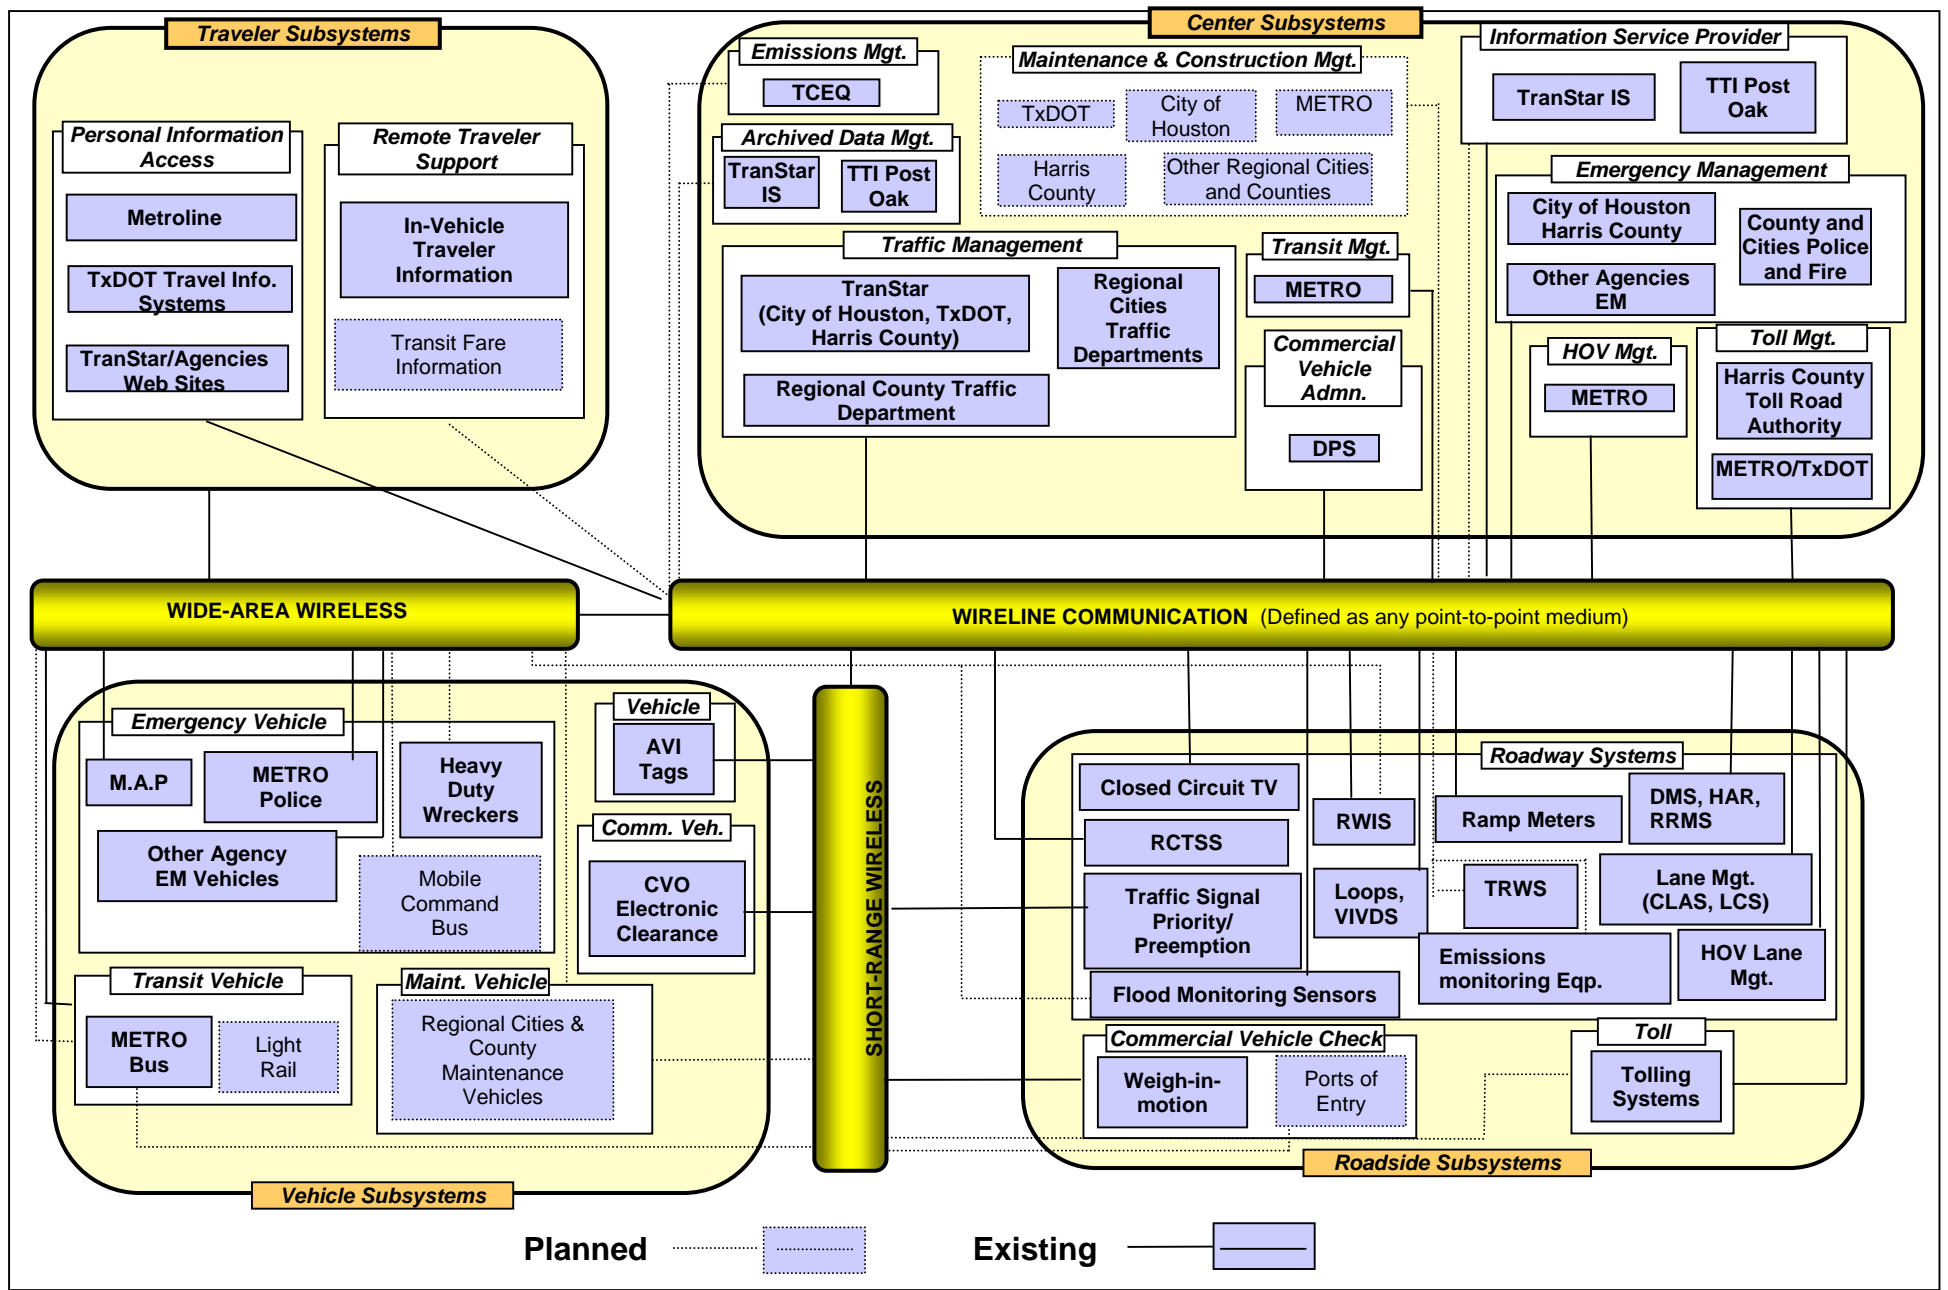 Traveler Subsystems
Personal Information
Access
Metroline
TxDOT Travel Info.
Systems
TranStar/Agencies
Web Sites
Remote Traveler
Support
In-Vehicle
Traveler
Information
Transit Fare
Information
Center Subsystems
Emissions Mgt.
TCEQ
Archived Data Mgt.
TranStar
IS
TTI Post
Oak
Maintenance & Construction Mgt.
TxDOT
City of
Houston
METRO
Harris
County
Other Regional Cities
and Counties
Information Service Provider
TranStar IS
TTI Post
Oak
Emergency Management
City of Houston
Harris County
County and
Cities Police
and Fire
Other Agencies
EM
Traffic Management
TranStar
(City of Houston, TxDOT,
Harris County)
Regional
Cities
Traffic
Departments
Regional County Traffic
Department
Transit Mgt.
METRO
Commercial
Vehicle
Admn.
DPS
HOV Mgt.
METRO
Toll Mgt.
Harris County
Toll Road
Authority
METRO/TxDOT
WIDE-AREA WIRELESS
WIRELINE COMMUNICATION (Defined as any point-to-point medium)
SHORT-RANGE WIRELESS
Emergency Vehicle
M.A.P
METRO
Police
Heavy
Duty
Wreckers
Other Agency
EM Vehicles
Mobile
Command
Bus
Vehicle
AVI
Tags
Comm. Veh.
CVO
Electronic
Clearance
Transit Vehicle
METRO
Bus
Light
Rail
Maint. Vehicle
Regional Cities &
County
Maintenance
Vehicles
Vehicle Subsystems
Roadway Systems
Closed Circuit TV
RCTSS
Traffic Signal
Priority/
Preemption
Flood Monitoring Sensors
RWIS
Loops,
VIVDS
Ramp Meters
TRWS
Emissions
monitoring Eqp.
DMS, HAR,
RRMS
Lane Mgt.
(CLAS, LCS)
HOV Lane
Mgt.
Commercial Vehicle Check
Weigh-in-
motion
Ports of
Entry
Toll
Tolling
Systems
Roadside Subsystems
Planned
Existing